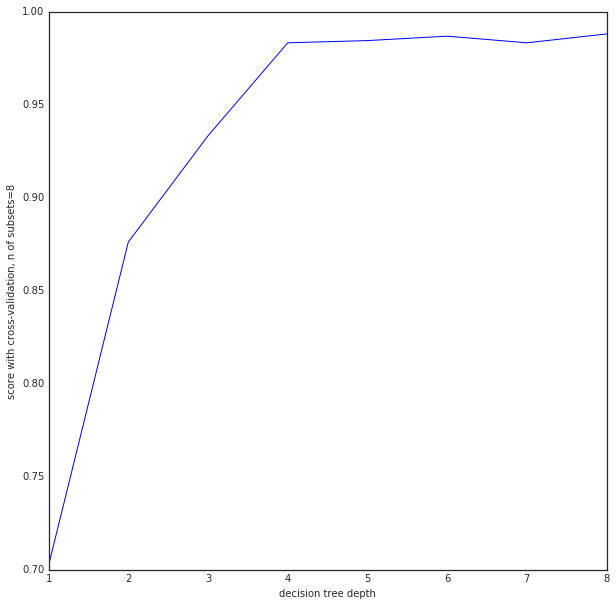 1.00
0.95
0.90
0.85
0.80
0.75
0.70
score with cross-validation, n of subsets=8
1 2 3 4 5 6 7 8
decision tree depth